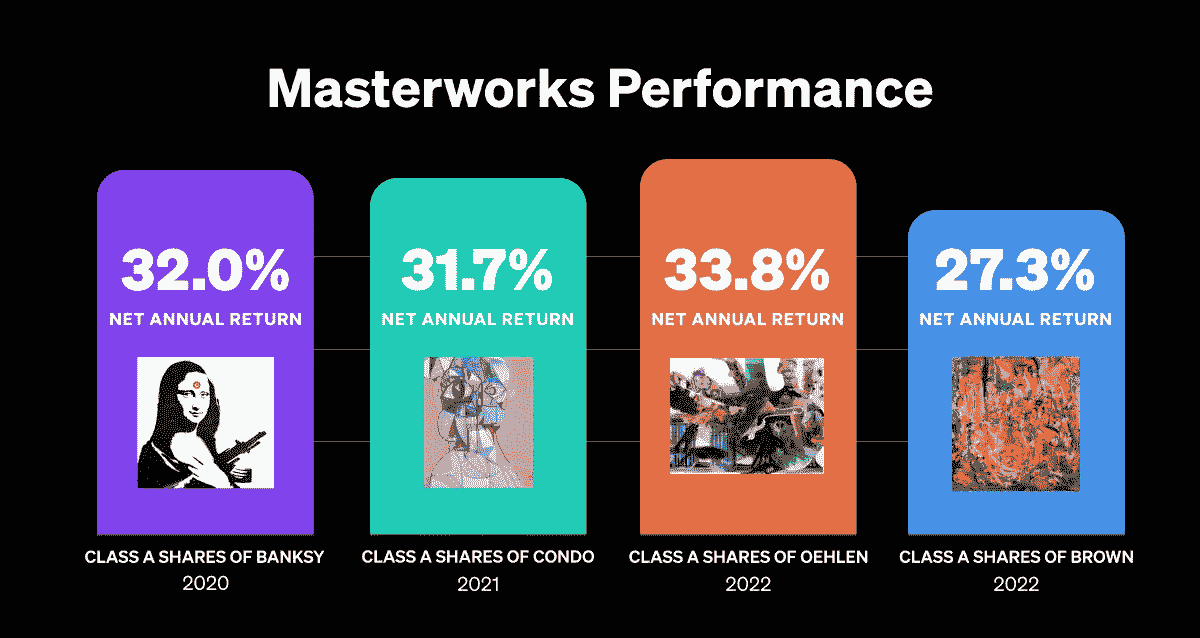 Masterworks Performance
32.0%
NET ANNUAL RETURN
CLASS A SHARES OF BANKSY
2020
31.7%
NET ANNUAL RETURN
CLASS A SHARES OF CONDO
2021
33.8%
NET ANNUAL RETURN
CLASS A SHARES OF OEHLEN
2022
27.3%
NET ANNUAL RETURN
CLASS A SHARES OF BROWN
2022